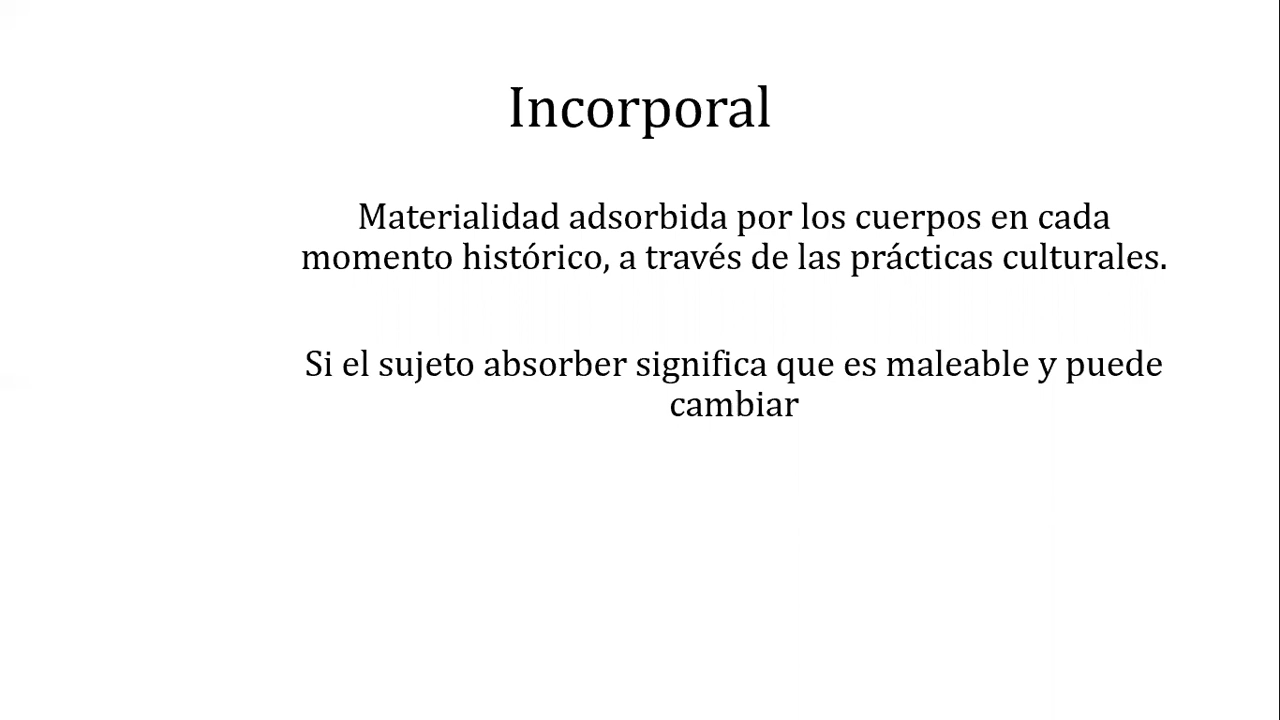 Incorporal
Materialidad adsorbida por los cuerpos en cada
momento histórico, a través de las prácticas culturales.
Si el sujeto absorber significa que es maleable y puede
cambiar